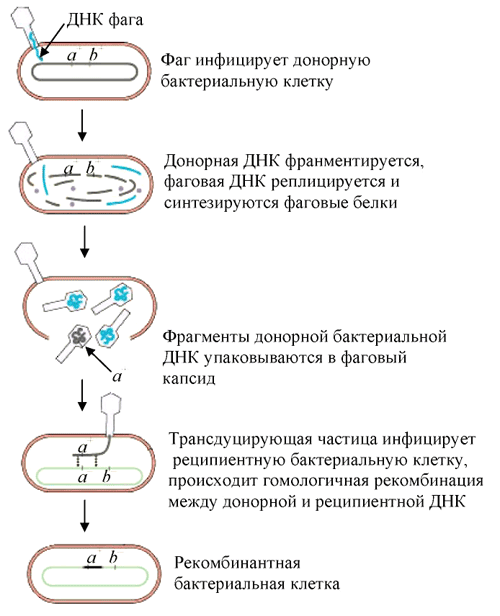 ДНК фага
a b
Фаг инфицирует донорную
бактериальную клетку
a b
Донорная ДНК франментируется,
фаговая ДНК реплицируется и
синтезируются фаговые белки
Фрагменты донорной бактериальной
ДНК упаковываются в фаговый
капсид
a
Трансдуцирующая частица инфицирует
реципиентную бактериальную клетку,
происходит гомологичная рекомбинация
между донорной и реципиентной ДНК
a
a b
Рекомбинантная
бактериальная клетка
a b